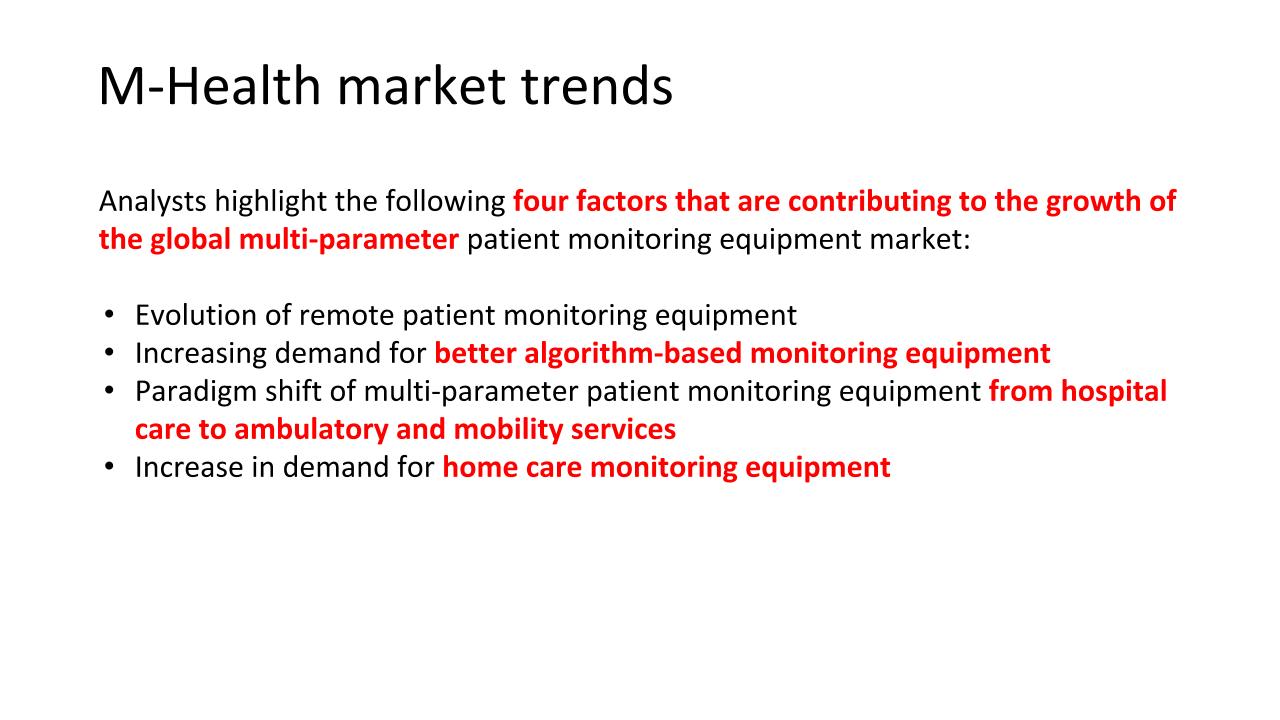 M-Health market trends
Analysts highlight the following four factors that are contributing to the growth of
the global multi-parameter patient monitoring equipment market:
• Evolution of remote patient monitoring equipment
• Increasing demand for better algorithm-based monitoring equipment
• Paradigm shift of multi-parameter patient monitoring equipment from hospital
care to ambulatory and mobility services
• Increase in demand for home care monitoring equipment